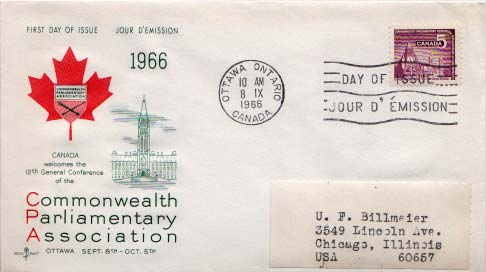 FIRST DAY OF ISSUE JOUR D'ÉMISSION
1966
COMMONWEALTH
PARLIAMENTARY
ASSOCIATION
CANADA
welcomes the
12th General Conference
of the
Commonwealth
Parliamentary
Association
OTTAWA SEPT. 8TH - OCT. 5TH
ROSE CRAFT
OTTAWA ONTARIO
10 AM
8 IX
1966
CANADA
5
CANADA
DAY OF ISSUE
JOUR D'ÉMISSION
U. F. Billmeier
3549 Lincoln Ave.
Chicago, Illinois
USA 60657